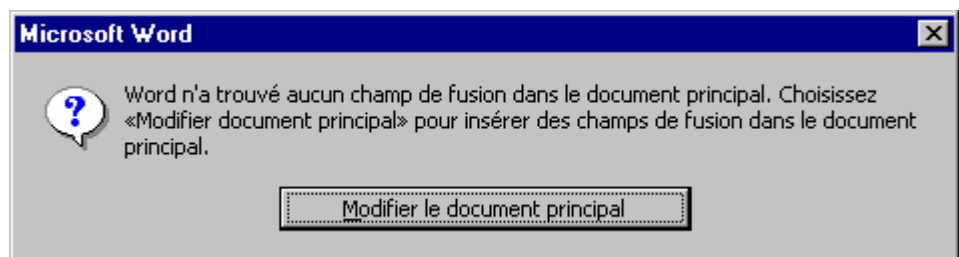 Microsoft Word
Word n'a trouvé aucun champ de fusion dans le document principal. Choisissez
«Modifier document principal» pour insérer des champs de fusion dans le document
principal.
Modifier le document principal